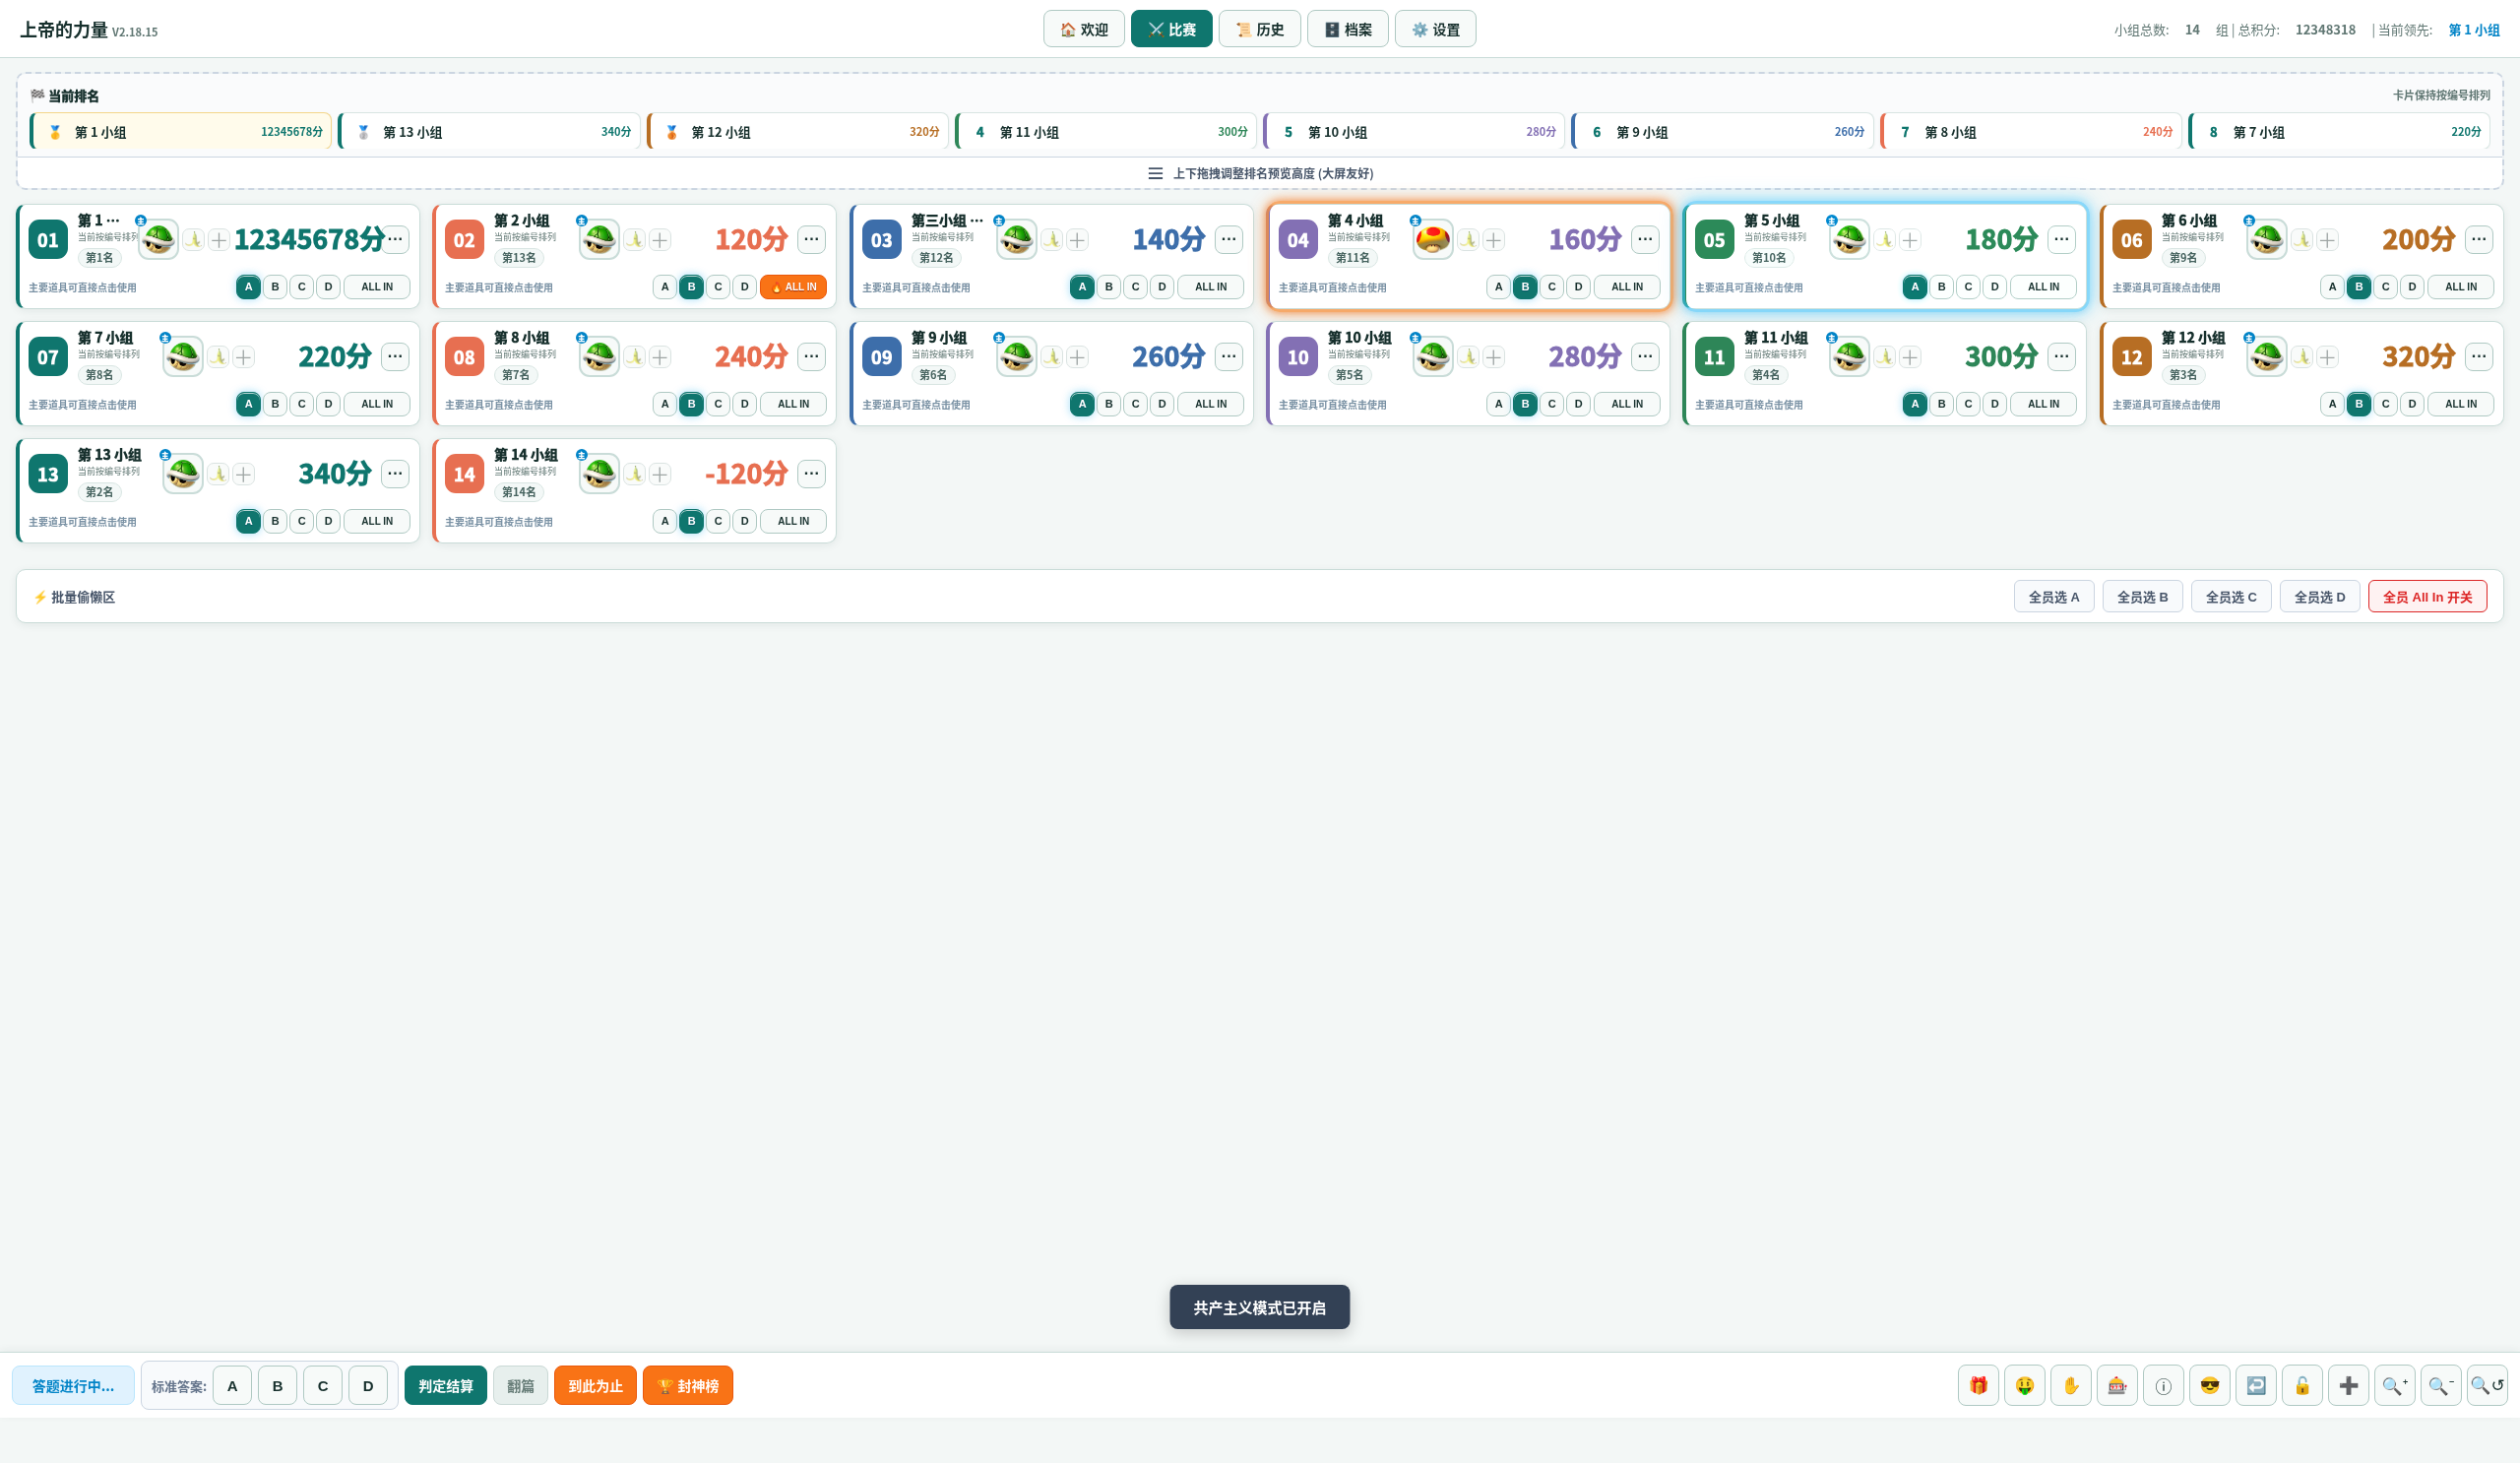 上帝的力量 V2.18.15
🏠 欢迎
⚔️ 比赛
📜 历史
🗄️ 档案
⚙️ 设置
小组总数: 14 组 | 总积分: 12348318 | 当前领先: 第 1 小组
🏁 当前排名
卡片保持按编号排列
🥇 第 1 小组 12345678分
🥈 第 13 小组 340分
🥉 第 12 小组 320分
4 第 11 小组 300分
5 第 10 小组 280分
6 第 9 小组 260分
7 第 8 小组 240分
8 第 7 小组 220分
上下拖拽调整排名预览高度 (大屏友好)
01 第 1 ··· 主 12345678分 ···
当前按编号排列
第1名
主要道具可直接点击使用 A B C D ALL IN
02 第 2 小组 主 120分 ···
当前按编号排列
第13名
主要道具可直接点击使用 A B C D 🔥 ALL IN
03 第三小组 ··· 主 140分 ···
当前按编号排列
第12名
主要道具可直接点击使用 A B C D ALL IN
04 第 4 小组 主 160分 ···
当前按编号排列
第11名
主要道具可直接点击使用 A B C D ALL IN
05 第 5 小组 主 180分 ···
当前按编号排列
第10名
主要道具可直接点击使用 A B C D ALL IN
06 第 6 小组 主 200分 ···
当前按编号排列
第9名
主要道具可直接点击使用 A B C D ALL IN
07 第 7 小组 主 220分 ···
当前按编号排列
第8名
主要道具可直接点击使用 A B C D ALL IN
08 第 8 小组 主 240分 ···
当前按编号排列
第7名
主要道具可直接点击使用 A B C D ALL IN
09 第 9 小组 主 260分 ···
当前按编号排列
第6名
主要道具可直接点击使用 A B C D ALL IN
10 第 10 小组 主 280分 ···
当前按编号排列
第5名
主要道具可直接点击使用 A B C D ALL IN
11 第 11 小组 主 300分 ···
当前按编号排列
第4名
主要道具可直接点击使用 A B C D ALL IN
12 第 12 小组 主 320分 ···
当前按编号排列
第3名
主要道具可直接点击使用 A B C D ALL IN
13 第 13 小组 主 340分 ···
当前按编号排列
第2名
主要道具可直接点击使用 A B C D ALL IN
14 第 14 小组 主 -120分 ···
当前按编号排列
第14名
主要道具可直接点击使用 A B C D ALL IN
⚡ 批量偷懒区
全员选 A
全员选 B
全员选 C
全员选 D
全员 All In 开关
共产主义模式已开启
答题进行中...
标准答案: A B C D
判定结算
翻篇
到此为止
🏆 封神榜